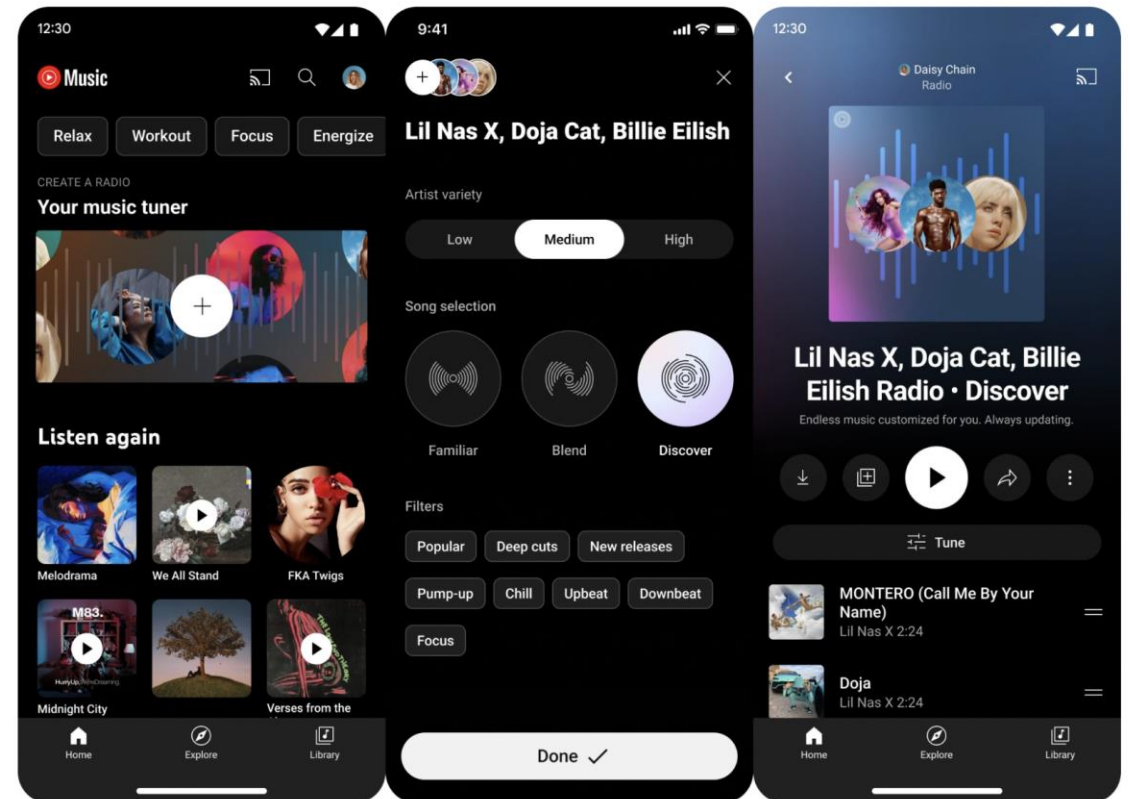 12:30
Music
Relax Workout Focus Energize
CREATE A RADIO
Your music tuner
Listen again
Melodrama We All Stand FKA Twigs
M83.
Midnight City Verses from the
Home Explore Library
9:41
Lil Nas X, Doja Cat, Billie Eilish
Artist variety
Low Medium High
Song selection
Familiar Blend Discover
Filters
Popular Deep cuts New releases
Pump-up Chill Upbeat Downbeat
Focus
Done
12:30
Daisy Chain
Radio
Lil Nas X, Doja Cat, Billie
Eilish Radio • Discover
Endless music customized for you. Always updating.
Tune
MONTERO (Call Me By Your
Name)
Lil Nas X 2:24
Doja
Lil Nas X 2:24
Home Explore Library